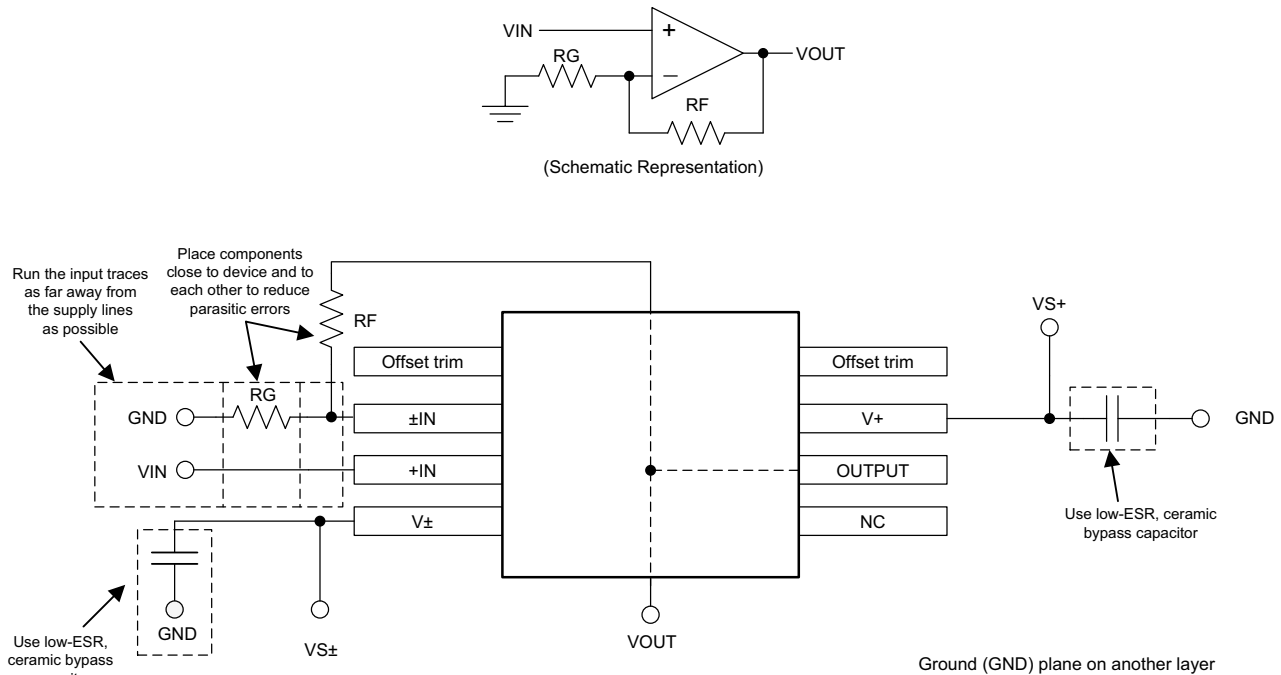 VIN
RG
+
−
VOUT
RF
(Schematic Representation)
Run the input traces
as far away from
the supply lines
as possible
Place components
close to device and to
each other to reduce
parasitic errors
RF
VS+
Offset trim
Offset trim
RG
GND
±IN
V+
GND
VIN
+IN
OUTPUT
V±
NC
Use low-ESR, ceramic
bypass capacitor
GND
VS±
VOUT
Use low-ESR,
ceramic bypass
Ground (GND) plane on another layer